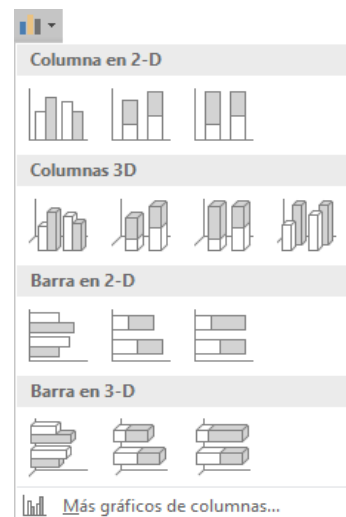 Columna en 2-D
Columnas 3D
Barra en 2-D
Barra en 3-D
Más gráficos de columnas...